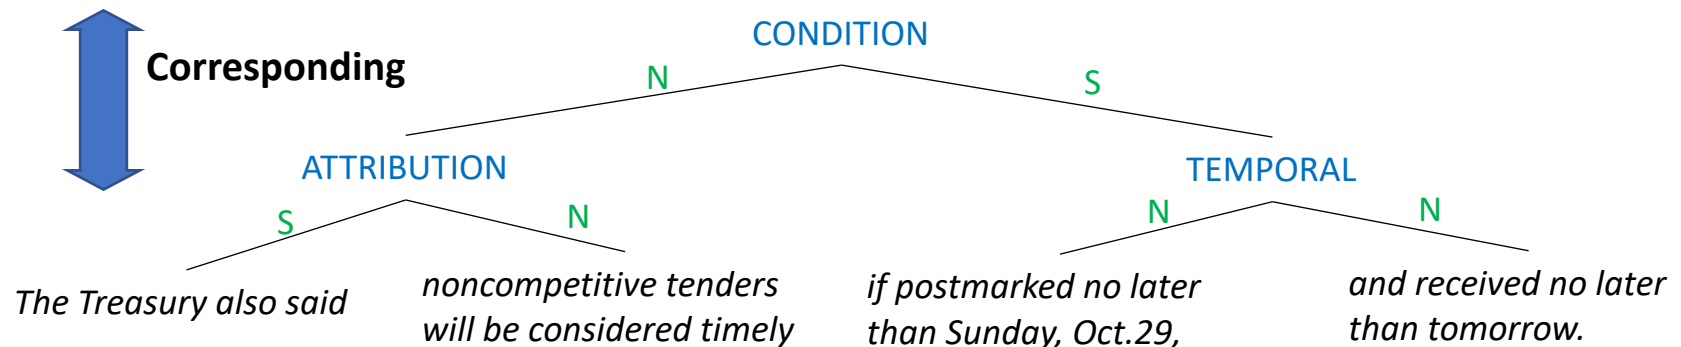 CONDITION
Corresponding
N
S
ATTRIBUTION
TEMPORAL
S
N
N
N
The Treasury also said
noncompetitive tenders
will be considered timely
if postmarked no later
than Sunday, Oct.29,
and received no later
than tomorrow.